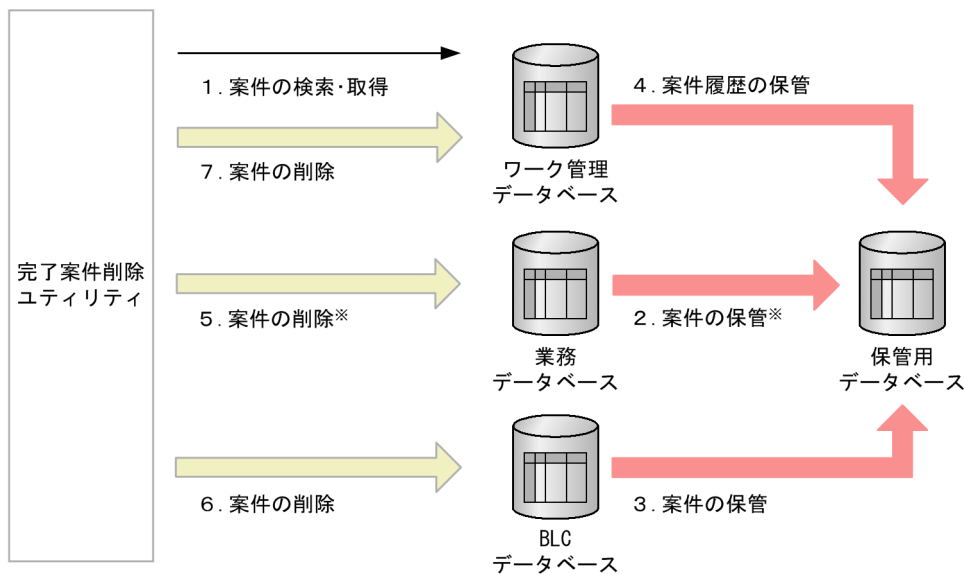 完了案件削除
ユティリティ
1．案件の検索・取得
7．案件の削除
ワーク管理
データベース
4．案件履歴の保管
5．案件の削除※
業務
データベース
2．案件の保管※
保管用
データベース
6．案件の削除
BLC
データベース
3．案件の保管